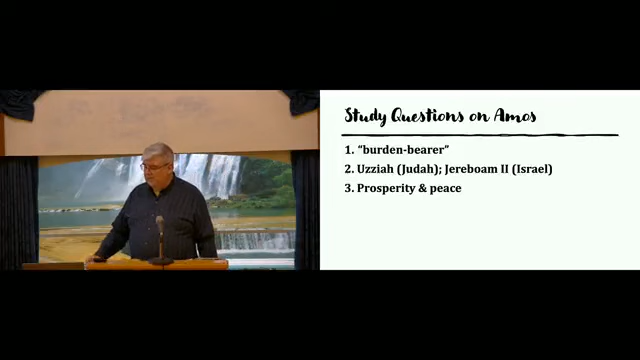 Study Questions on Amos
1. “burden-bearer”
2. Uzziah (Judah); Jereboam II (Israel)
3. Prosperity & peace